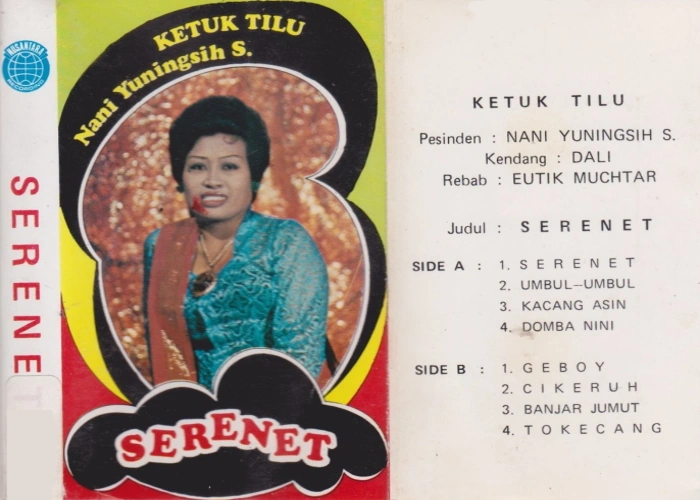 NUSANTARA
RECORDING
SERENET
KETUK TILU
Nani Yuningsih S.
SERENET
KETUK TILU
Pesinden : NANI YUNINGSIH S.
Kendang : DALI
Rebab : EUTIK MUCHTAR
Judul : SERENET
SIDE A : 1. SERENET
2. UMBUL–UMBUL
3. KACANG ASIN
4. DOMBA NINI
SIDE B : 1. GEBOY
2. CIKERUH
3. BANJAR JUMUT
4. TOKECANG